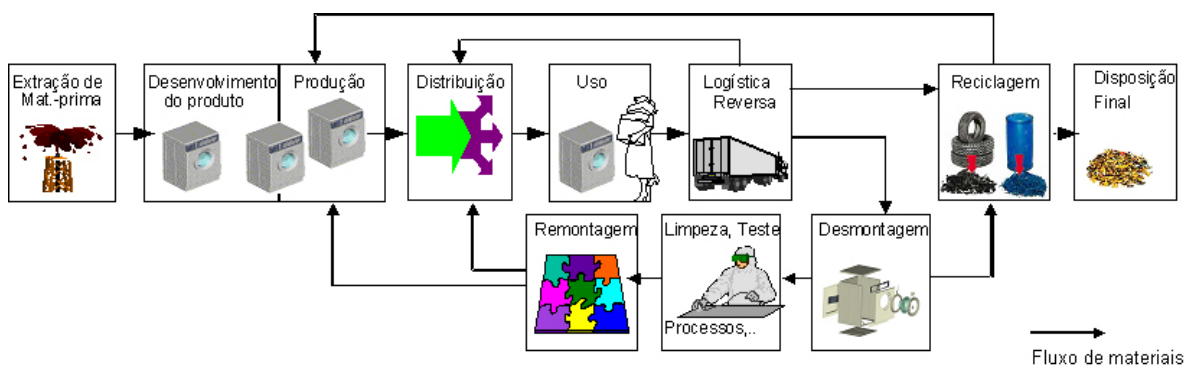 Extração de
Mat.-prima
Desenvolvimento
do produto
Produção
Distribuição
Uso
Logística
Reversa
Reciclagem
Disposição
Final
Remontagem
Limpeza, Teste
Processos,..
Desmontagem
Fluxo de materiais